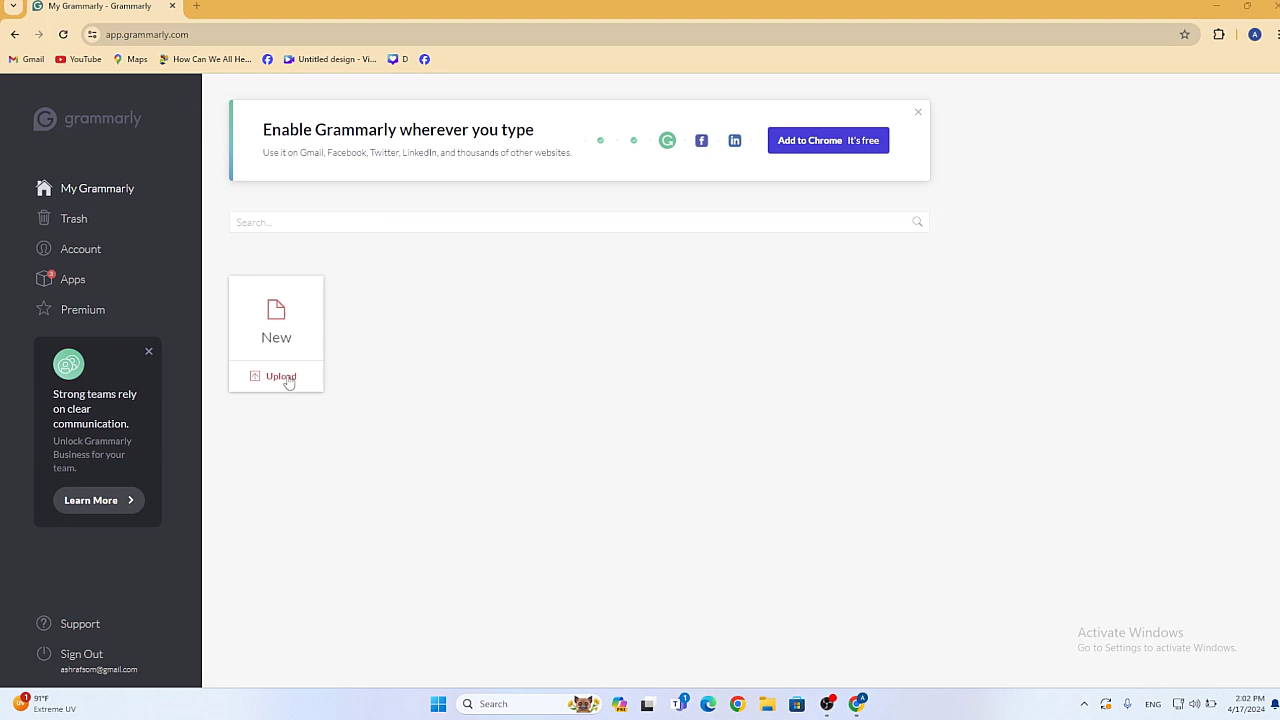 My Grammarly - Grammarly
app.grammarly.com
A
Gmail
YouTube
Maps
How Can We All He...
Untitled design - Vi...
D
grammarly
My Grammarly
Trash
Account
3
Apps
Premium
Strong teams rely
on clear
communication.
Unlock Grammarly
Business for your
team.
Learn More
Support
Sign Out
ashrafsom@gmail.com
Enable Grammarly wherever you type
Use it on Gmail, Facebook, Twitter, LinkedIn, and thousands of other websites.
Add to Chrome It's free
Search...
New
Upload
Activate Windows
Go to Settings to activate Windows.
1
91°F
Extreme UV
Search
1
A
ENG
2:02 PM
4/17/2024